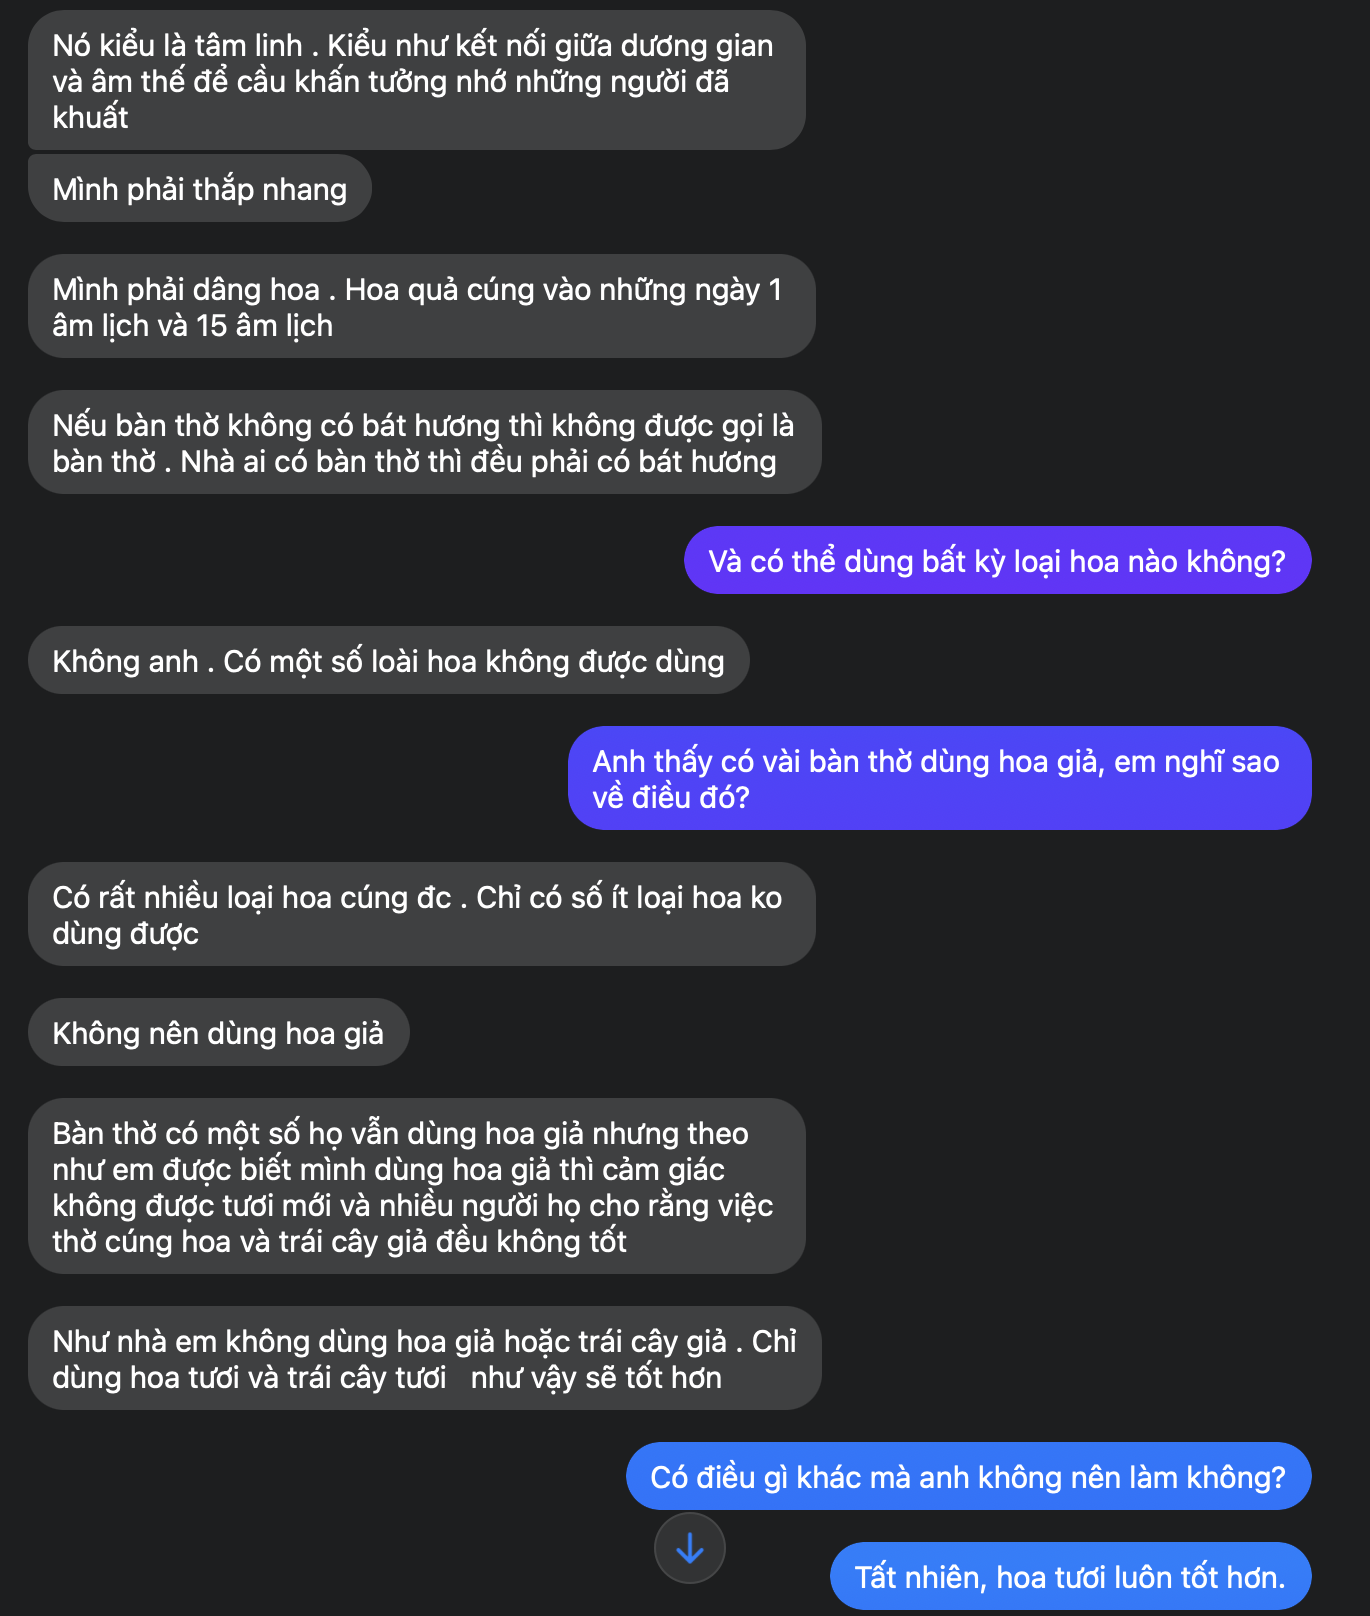 Nó kiểu là tâm linh . Kiểu như kết nối giữa dương gian
và âm thế để cầu khấn tưởng nhớ những người đã
khuất
Mình phải thắp nhang
Mình phải dâng hoa . Hoa quả cúng vào những ngày 1
âm lịch và 15 âm lịch
Nếu bàn thờ không có bát hương thì không được gọi là
bàn thờ . Nhà ai có bàn thờ thì đều phải có bát hương
Và có thể dùng bất kỳ loại hoa nào không?
Không anh . Có một số loài hoa không được dùng
Anh thấy có vài bàn thờ dùng hoa giả, em nghĩ sao
về điều đó?
Có rất nhiều loại hoa cúng đc . Chỉ có số ít loại hoa ko
dùng được
Không nên dùng hoa giả
Bàn thờ có một số họ vẫn dùng hoa giả nhưng theo
như em được biết mình dùng hoa giả thì cảm giác
không được tươi mới và nhiều người họ cho rằng việc
thờ cúng hoa và trái cây giả đều không tốt
Như nhà em không dùng hoa giả hoặc trái cây giả . Chỉ
dùng hoa tươi và trái cây tươi   như vậy sẽ tốt hơn
Có điều gì khác mà anh không nên làm không?
Tất nhiên, hoa tươi luôn tốt hơn.